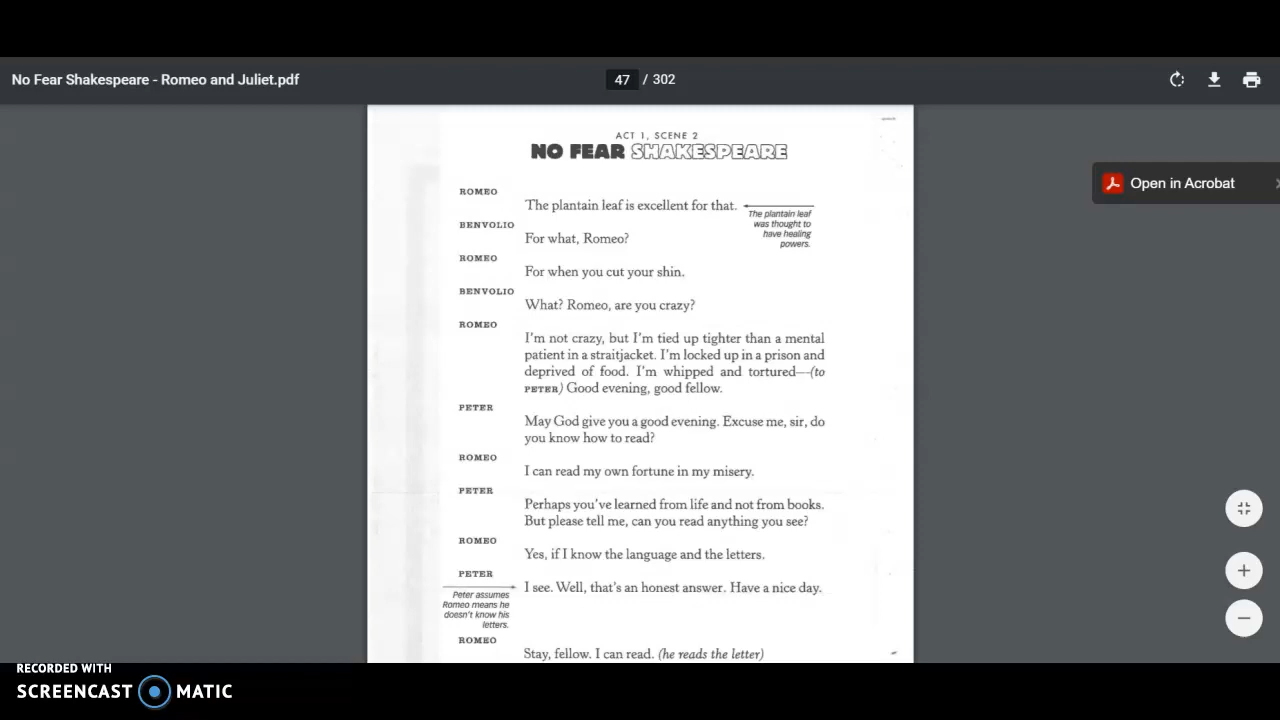 No Fear Shakespeare - Romeo and Juliet.pdf
47 / 302
Open in Acrobat
ACT 1, SCENE 2
NO FEAR SHAKESPEARE
ROMEO
The plantain leaf is excellent for that.
The plantain leaf
was thought to
have healing
powers.
BENVOLIO
For what, Romeo?
ROMEO
For when you cut your shin.
BENVOLIO
What? Romeo, are you crazy?
ROMEO
I'm not crazy, but I'm tied up tighter than a mental
patient in a straitjacket. I'm locked up in a prison and
deprived of food. I'm whipped and tortured—(to
PETER) Good evening, good fellow.
PETER
May God give you a good evening. Excuse me, sir, do
you know how to read?
ROMEO
I can read my own fortune in my misery.
PETER
Perhaps you've learned from life and not from books.
But please tell me, can you read anything you see?
ROMEO
Yes, if I know the language and the letters.
PETER
I see. Well, that's an honest answer. Have a nice day.
Peter assumes
Romeo means he
doesn't know his
letters.
ROMEO
Stay, fellow. I can read. (he reads the letter)
RECORDED WITH
SCREENCAST MATIC